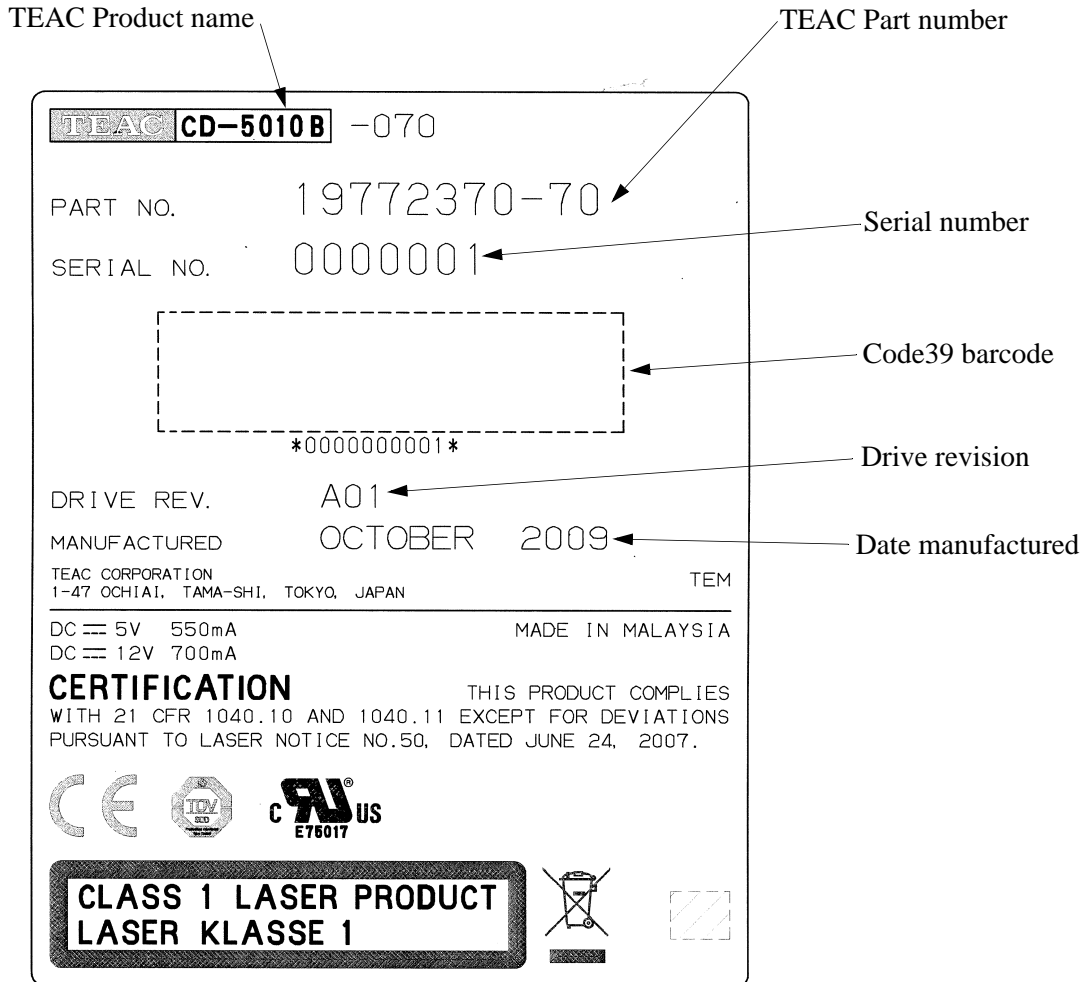 TEAC Product name
TEAC Part number
TEAC CD-5010B -070
PART NO. 19772370-70
Serial number
SERIAL NO. 0000001
Code39 barcode
*0000000001*
Drive revision
DRIVE REV. A01
MANUFACTURED OCTOBER 2009
Date manufactured
TEAC CORPORATION
1-47 OCHIAI, TAMA-SHI, TOKYO, JAPAN
TEM
DC 5V 550mA
MADE IN MALAYSIA
DC 12V 700mA
CERTIFICATION THIS PRODUCT COMPLIES
WITH 21 CFR 1040.10 AND 1040.11 EXCEPT FOR DEVIATIONS
PURSUANT TO LASER NOTICE NO.50, DATED JUNE 24, 2007.
CE
TÜV
C RU® US
E75017
CLASS 1 LASER PRODUCT
LASER KLASSE 1